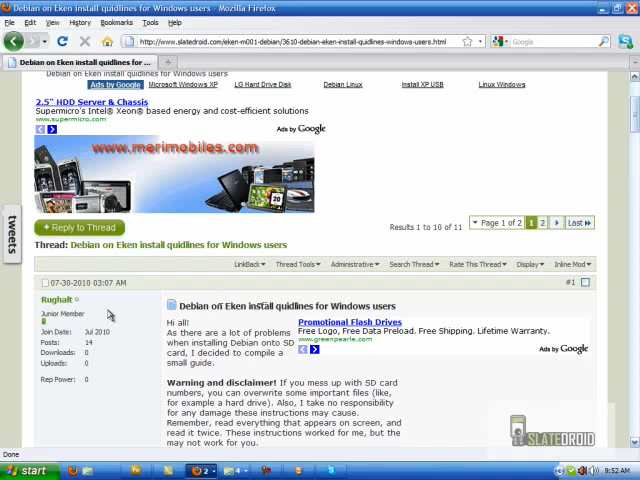 Debian on Eken install quidlines for Windows users - Mozilla Firefox
File Edit View History Bookmarks Tools Help
http://www.slatedroid.com/eken-m001-debian/3610-debian-eken-install-quidlines-windows-users.html
Google
Debian on Eken install quidlines for ...
Debian on Eken install quidlines for Windows users
Ads by Google Microsoft Windows XP LG Hard Disk Drive Debian Linux Install XP USB Linux Windows
2.5" HDD Server & Chassis
Supermicro's Intel® Xeon® based energy and cost-efficient solutions
www.supermicro.com
Ads by Google
www.merimobiles.com
tweets
+ Reply to Thread
Results 1 to 10 of 11
Page 1 of 2 1 2 Last
Thread: Debian on Eken install quidlines for Windows users
LinkBack Thread Tools Administrative Search Thread Rate This Thread Display Inline Mod
07-30-2010 03:07 AM
#1
Rughalt
Junior Member
Join Date: Jul 2010
Posts: 14
Downloads: 0
Uploads: 0
Rep Power: 0
Debian on Eken install quidlines for Windows users
Hi all!
As there are a lot of problems
when installing Debian onto SD
card, I decided to compile a
small guide.
Promotional Flash Drives
Free Logo, Free Data Preload. Free Shipping. Lifetime Warranty.
www.greenpearle.com
Ads by Google
Warning and disclaimer! If you mess up with SD card
numbers, you can overwrite some important files (like,
for example a hard drive). Also, I take no responsibility
for any damage these instructions may cause.
Remember, read everything that appears on screen, and
read it twice. These instructions worked for me, but the
may not work for you.
SLATEDROID
Done
start
2
4
9:52 AM